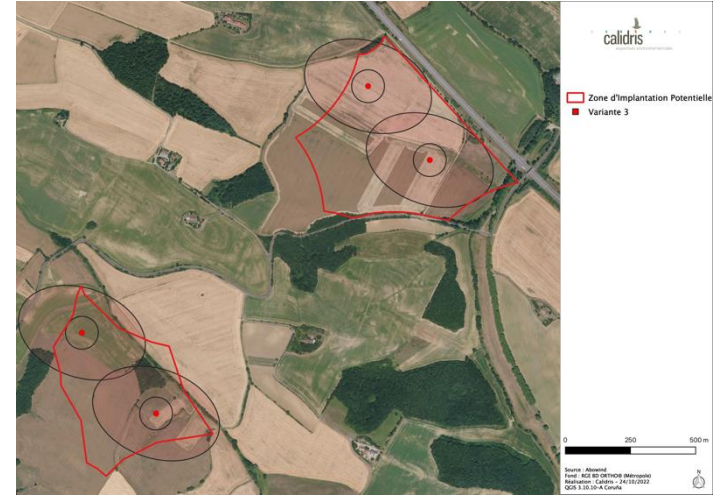 calidris
Zone d'Implantation Potentielle
Variante 3
0 250 500 m
Source : Abowind
Fond : RGE BD ORTHO® (Métropole)
Réalisation : Calidris - 24/10/2022
QGIS 3.10.10-A Coruña
N